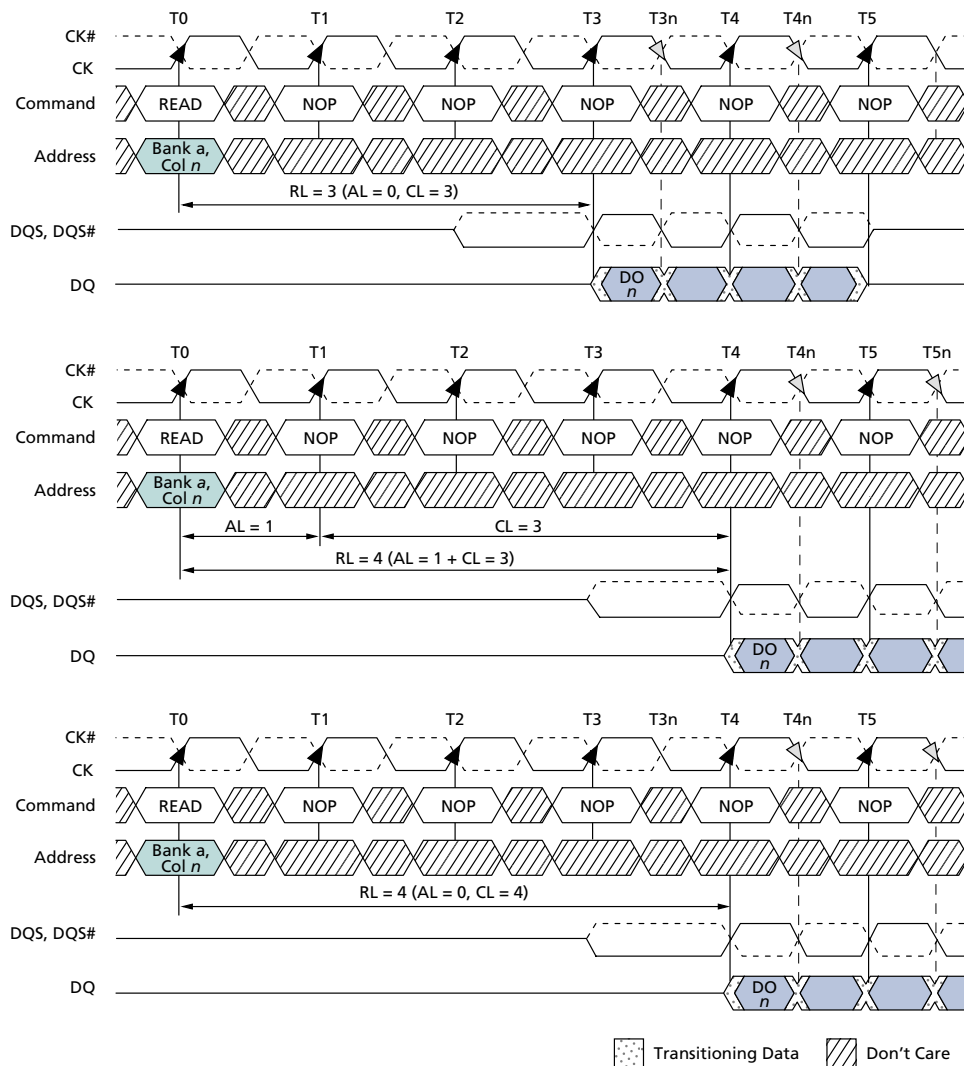 T0 T1 T2 T3 T3n T4 T4n T5
CK#
CK
Command READ NOP NOP NOP NOP NOP
Address Bank a,
Col n
RL = 3 (AL = 0, CL = 3)
DQS, DQS#
DQ DO
n
T0 T1 T2 T3 T4 T4n T5 T5n
CK#
CK
Command READ NOP NOP NOP NOP NOP
Address Bank a,
Col n
AL = 1 CL = 3
RL = 4 (AL = 1 + CL = 3)
DQS, DQS#
DQ DO
n
T0 T1 T2 T3 T3n T4 T4n T5
CK#
CK
Command READ NOP NOP NOP NOP NOP
Address Bank a,
Col n
RL = 4 (AL = 0, CL = 4)
DQS, DQS#
DQ DO
n
Transitioning Data Don't Care